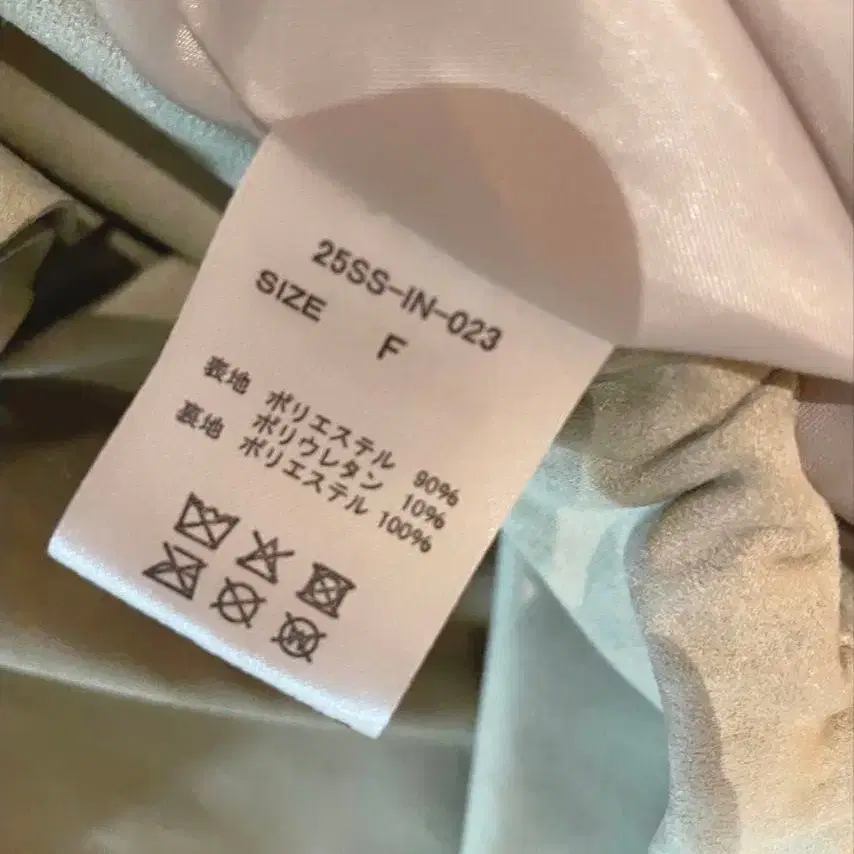 25SS-IN-023
SIZE F
表地 ポリエステル 90%
ポリウレタン 10%
裏地 ポリエステル 100%